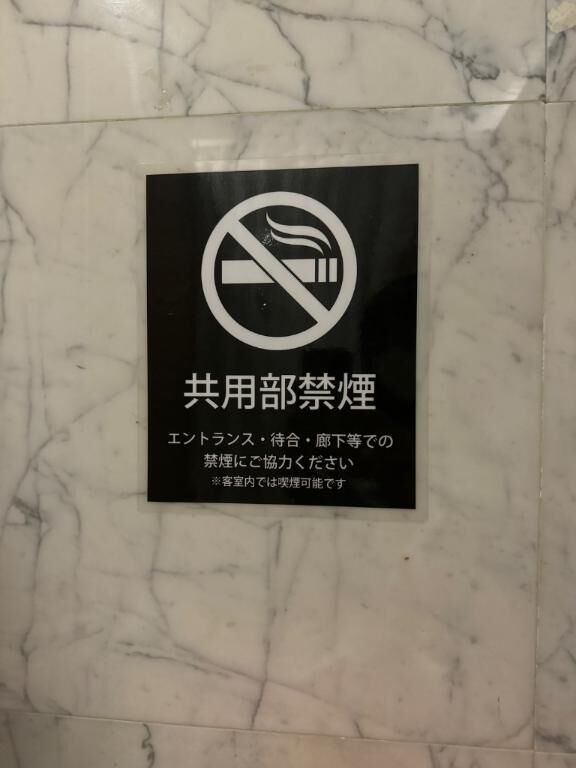 共用部禁煙
エントランス・待合・廊下等での
禁煙にご協力ください
※客室内では喫煙可能です